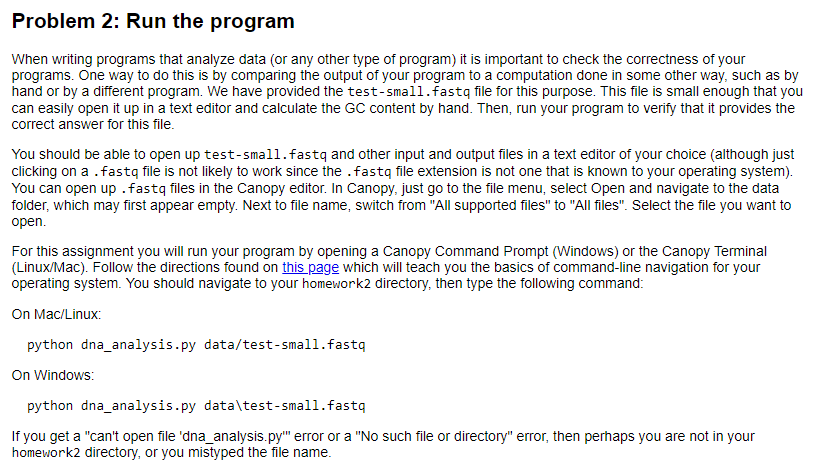 Problem 2: Run the program
When writing programs that analyze data (or any other type of program) it is important to check the correctness of your
programs. One way to do this is by comparing the output of your program to a computation done in some other way, such as by
hand or by a different program. We have provided the test-small.fastq file for this purpose. This file is small enough that you
can easily open it up in a text editor and calculate the GC content by hand. Then, run your program to verify that it provides the
correct answer for this file.
You should be able to open up test-small.fastq and other input and output files in a text editor of your choice (although just
clicking on a .fastq file is not likely to work since the .fastq file extension is not one that is known to your operating system).
You can open up .fastq files in the Canopy editor. In Canopy, just go to the file menu, select Open and navigate to the data
folder, which may first appear empty. Next to file name, switch from "All supported files" to "All files". Select the file you want to
open.
For this assignment you will run your program by opening a Canopy Command Prompt (Windows) or the Canopy Terminal
(Linux/Mac). Follow the directions found on this page which will teach you the basics of command-line navigation for your
operating system. You should navigate to your homework2 directory, then type the following command:
On Mac/Linux:
python dna_analysis.py data/test-small.fastq
On Windows:
python dna_analysis.py data\test-small.fastq
If you get a "can't open file 'dna_analysis.py'" error or a "No such file or directory" error, then perhaps you are not in your
homework2 directory, or you mistyped the file name.